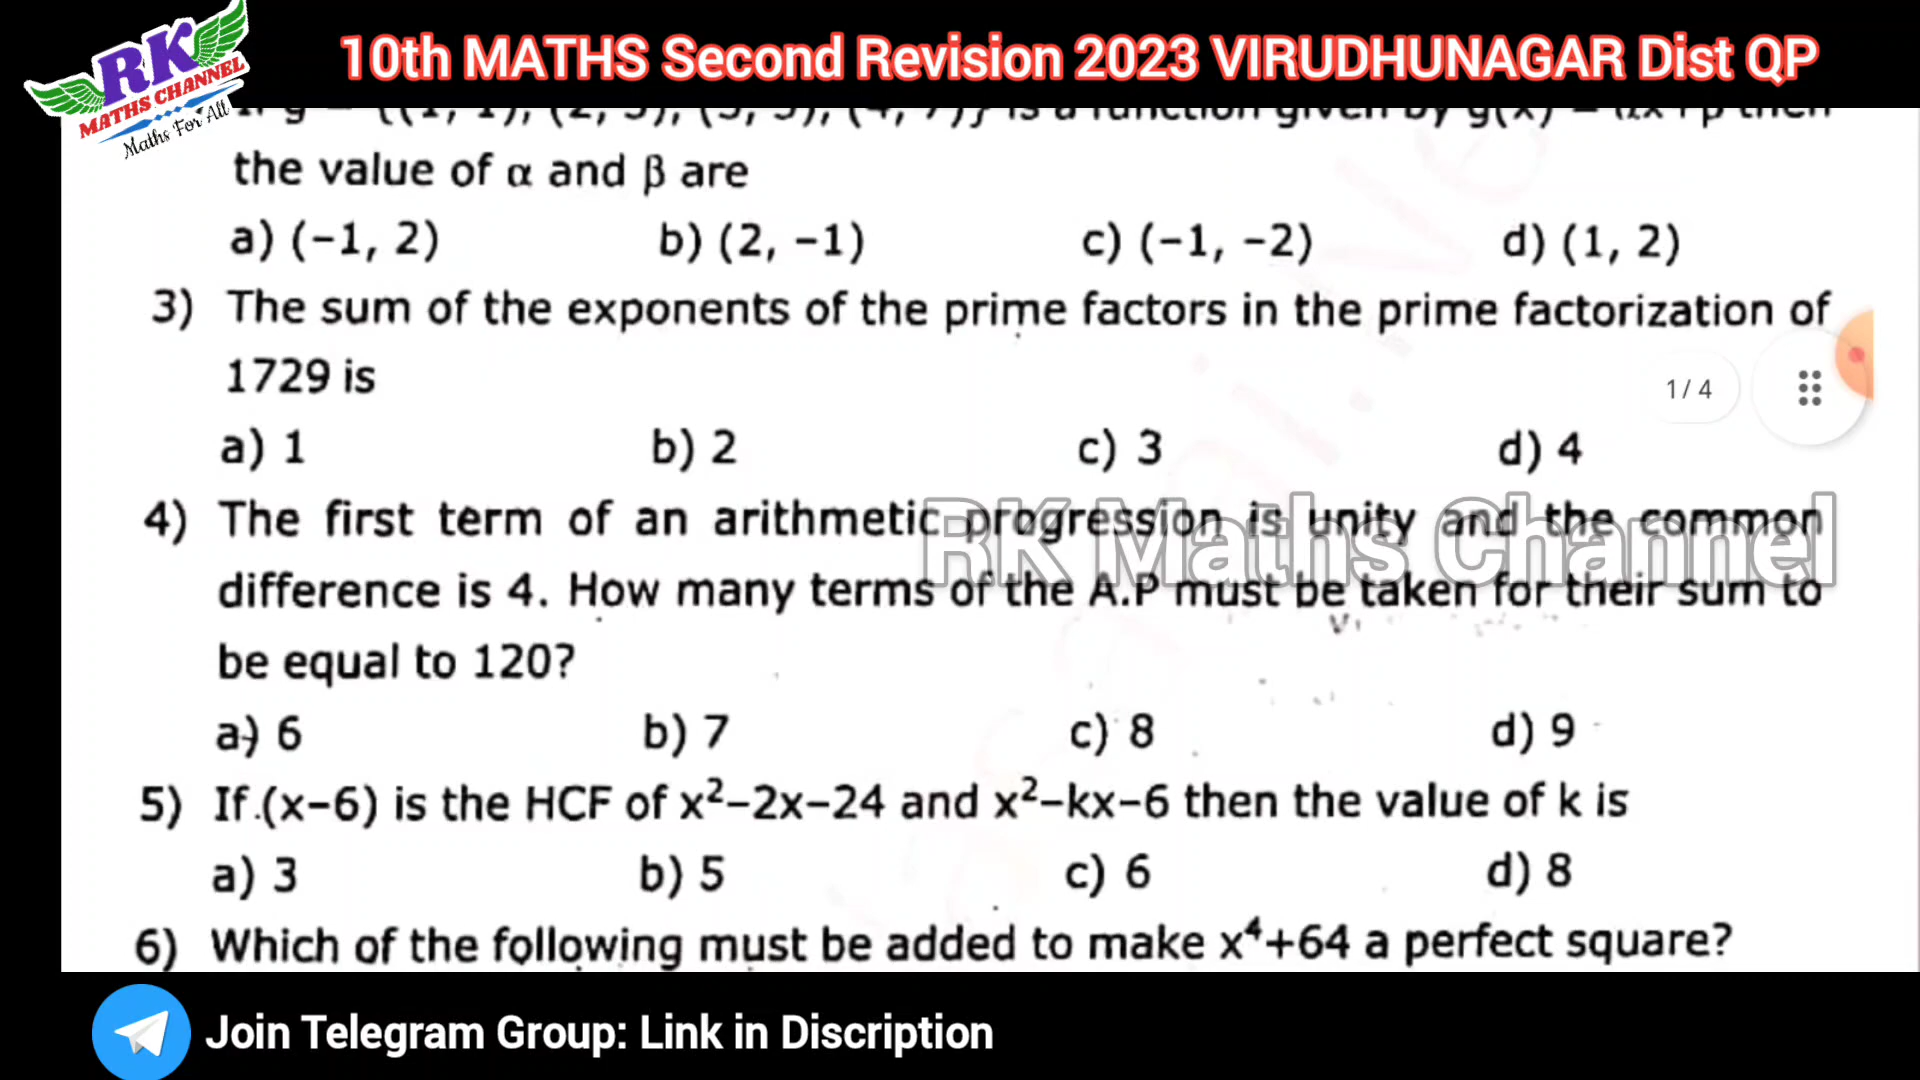 RK
MATHS CHANNEL
Maths For All
10th MATHS Second Revision 2023 VIRUDHUNAGAR Dist QP
is a function given by g(x) = αx+β then
the value of α and β are
a) (−1, 2) b) (2, −1) c) (−1, −2) d) (1, 2)
3) The sum of the exponents of the prime factors in the prime factorization of
1729 is
1 / 4
a) 1 b) 2 c) 3 d) 4
4) The first term of an arithmetic progression is unity and the common
RK Maths Channel
difference is 4. How many terms of the A.P must be taken for their sum to
be equal to 120?
a) 6 b) 7 c) 8 d) 9
5) If (x−6) is the HCF of x²−2x−24 and x²−kx−6 then the value of k is
a) 3 b) 5 c) 6 d) 8
6) Which of the following must be added to make x⁴+64 a perfect square?
Join Telegram Group: Link in Discription